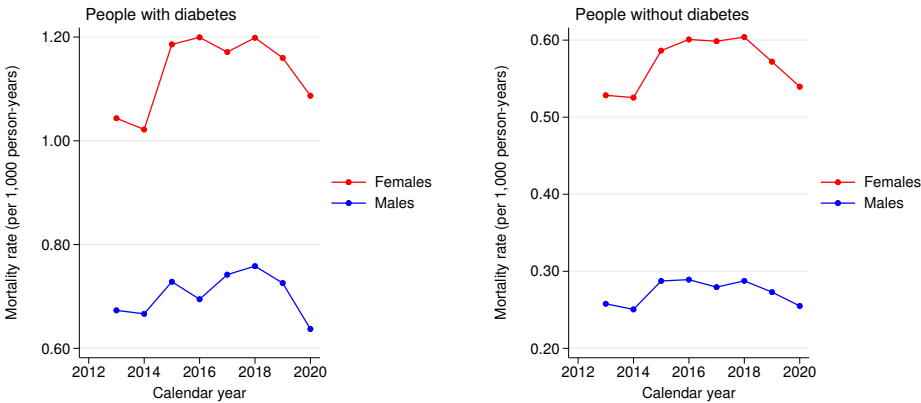 People with diabetes
Mortality rate (per 1,000 person-years)
1.20
1.00
0.80
0.60
2012 2014 2016 2018 2020
Calendar year
Females
Males
People without diabetes
Mortality rate (per 1,000 person-years)
0.60
0.50
0.40
0.30
0.20
2012 2014 2016 2018 2020
Calendar year
Females
Males